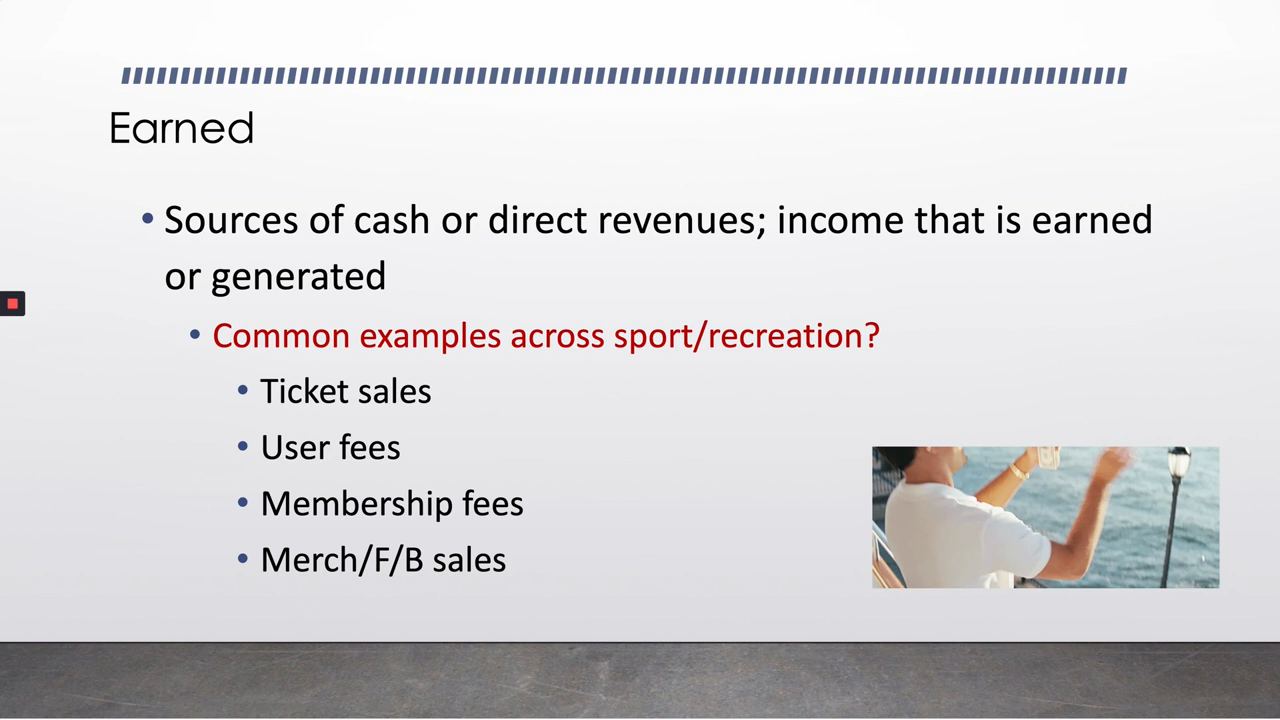 Earned
• Sources of cash or direct revenues; income that is earned
or generated
• Common examples across sport/recreation?
• Ticket sales
• User fees
• Membership fees
• Merch/F/B sales